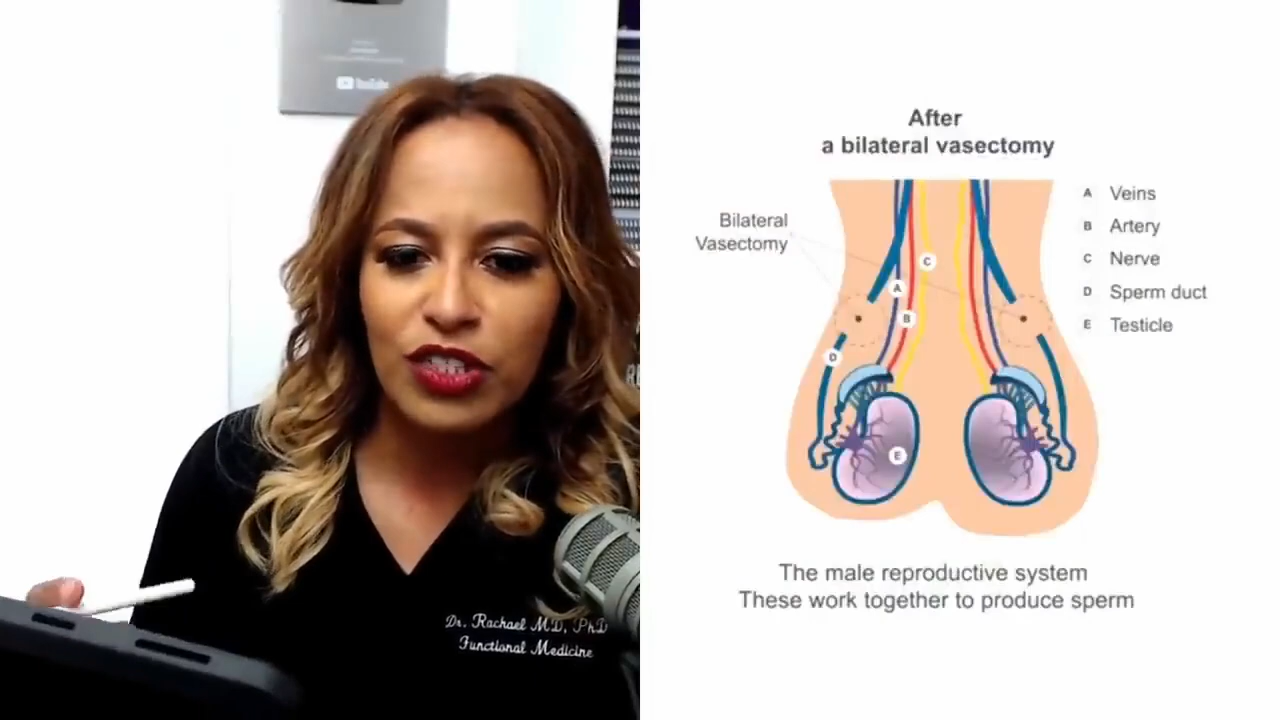 YouTube
Dr. Rachael MD, PhD
Functional Medicine
After
a bilateral vasectomy
Bilateral
Vasectomy
A Veins
B Artery
C Nerve
D Sperm duct
E Testicle
C
A
B
D
E
The male reproductive system
These work together to produce sperm